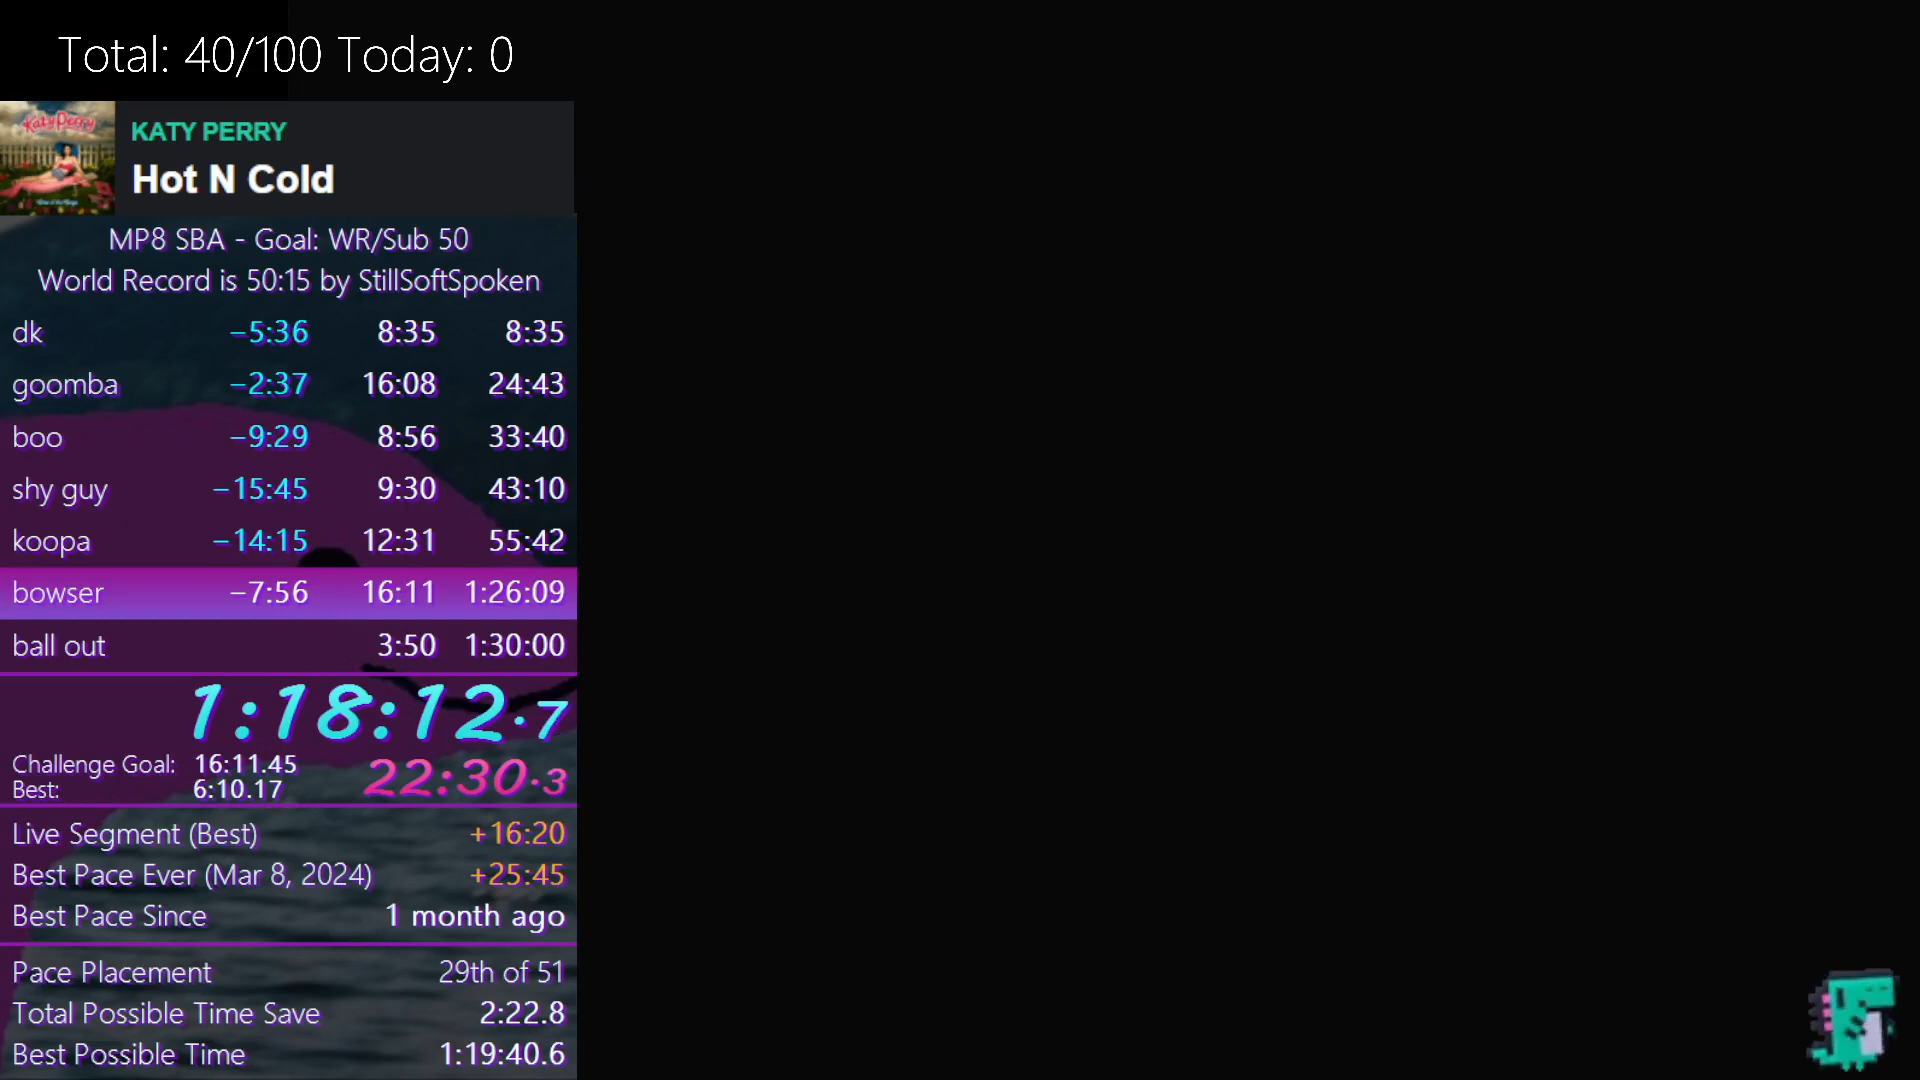 Total: 40/100 Today: 0
Katy Perry
KATY PERRY
Hot N Cold
MP8 SBA - Goal: WR/Sub 50
World Record is 50:15 by StillSoftSpoken
dk −5:36 8:35 8:35
goomba −2:37 16:08 24:43
boo −9:29 8:56 33:40
shy guy −15:45 9:30 43:10
koopa −14:15 12:31 55:42
bowser −7:56 16:11 1:26:09
ball out 3:50 1:30:00
1:18:12.7
Challenge Goal: 16:11.45
Best: 6:10.17
22:30.3
Live Segment (Best) +16:20
Best Pace Ever (Mar 8, 2024) +25:45
Best Pace Since 1 month ago
Pace Placement 29th of 51
Total Possible Time Save 2:22.8
Best Possible Time 1:19:40.6